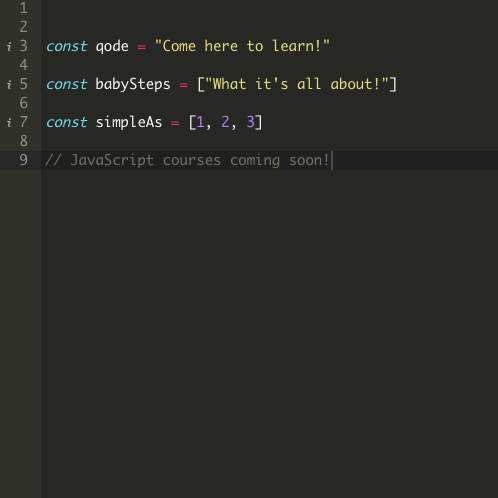 1
2
i 3 const qode = "Come here to learn!"
4
i 5 const babySteps = ["What it's all about!"]
6
i 7 const simpleAs = [1, 2, 3]
8
9 // JavaScript courses coming soon!